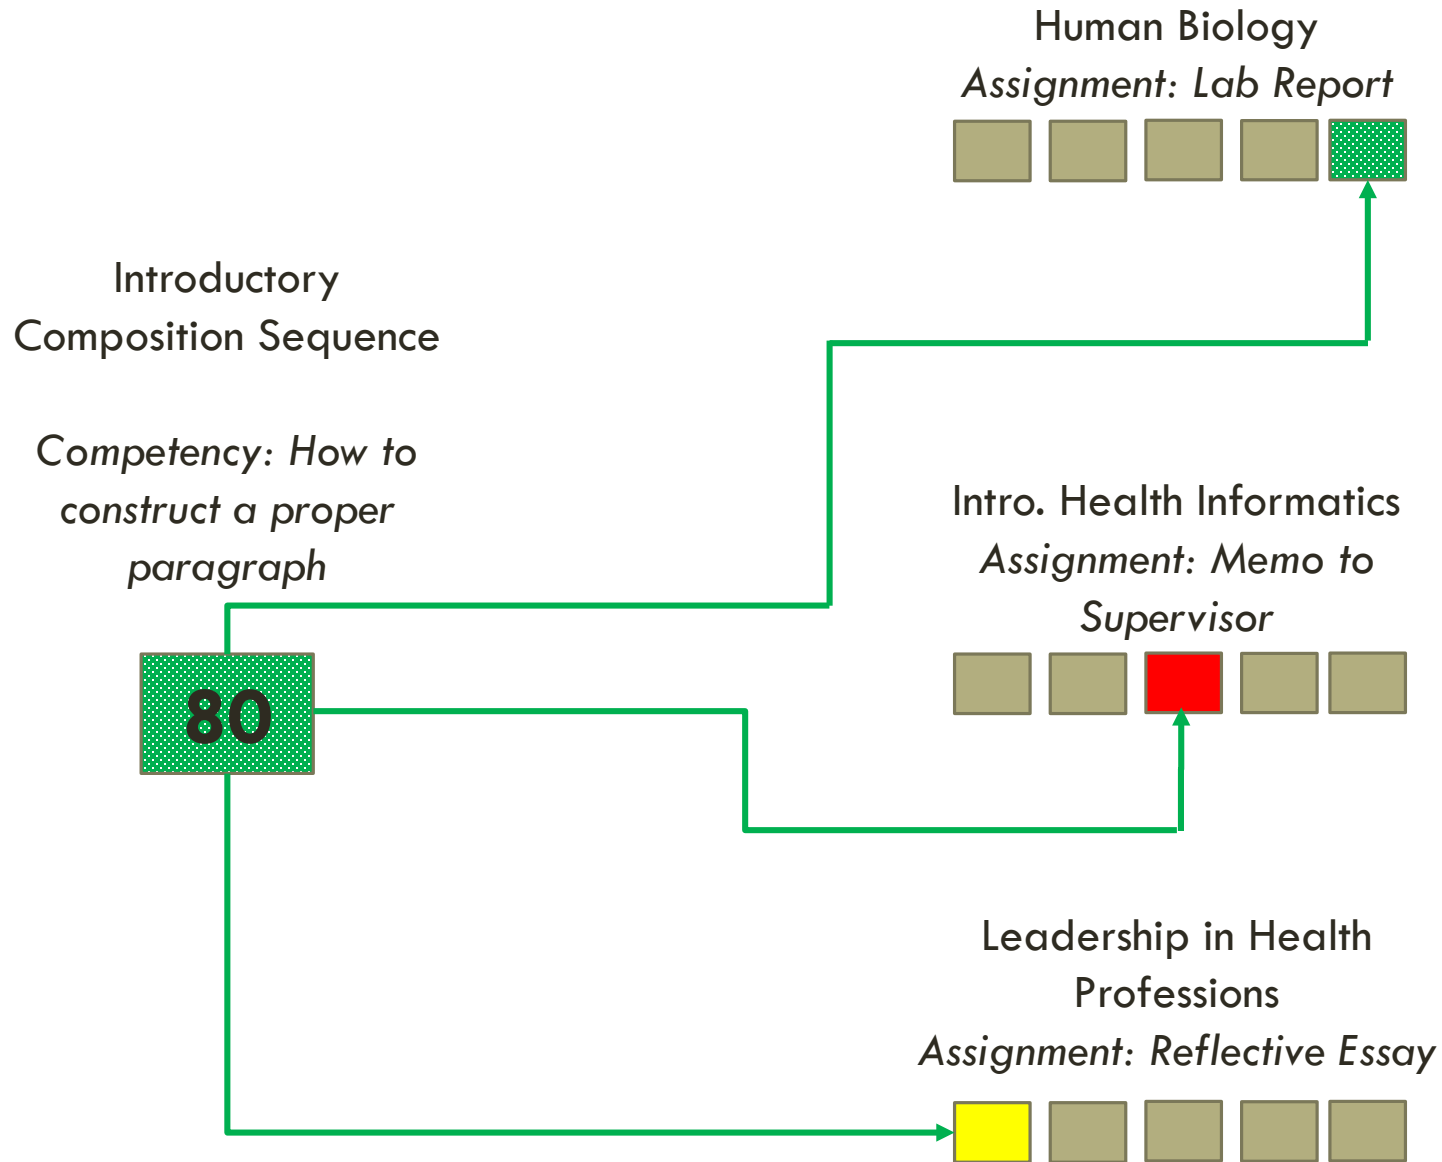 Human Biology
Assignment: Lab Report
Introductory
Composition Sequence
Competency: How to
construct a proper
paragraph
80
Intro. Health Informatics
Assignment: Memo to
Supervisor
Leadership in Health
Professions
Assignment: Reflective Essay